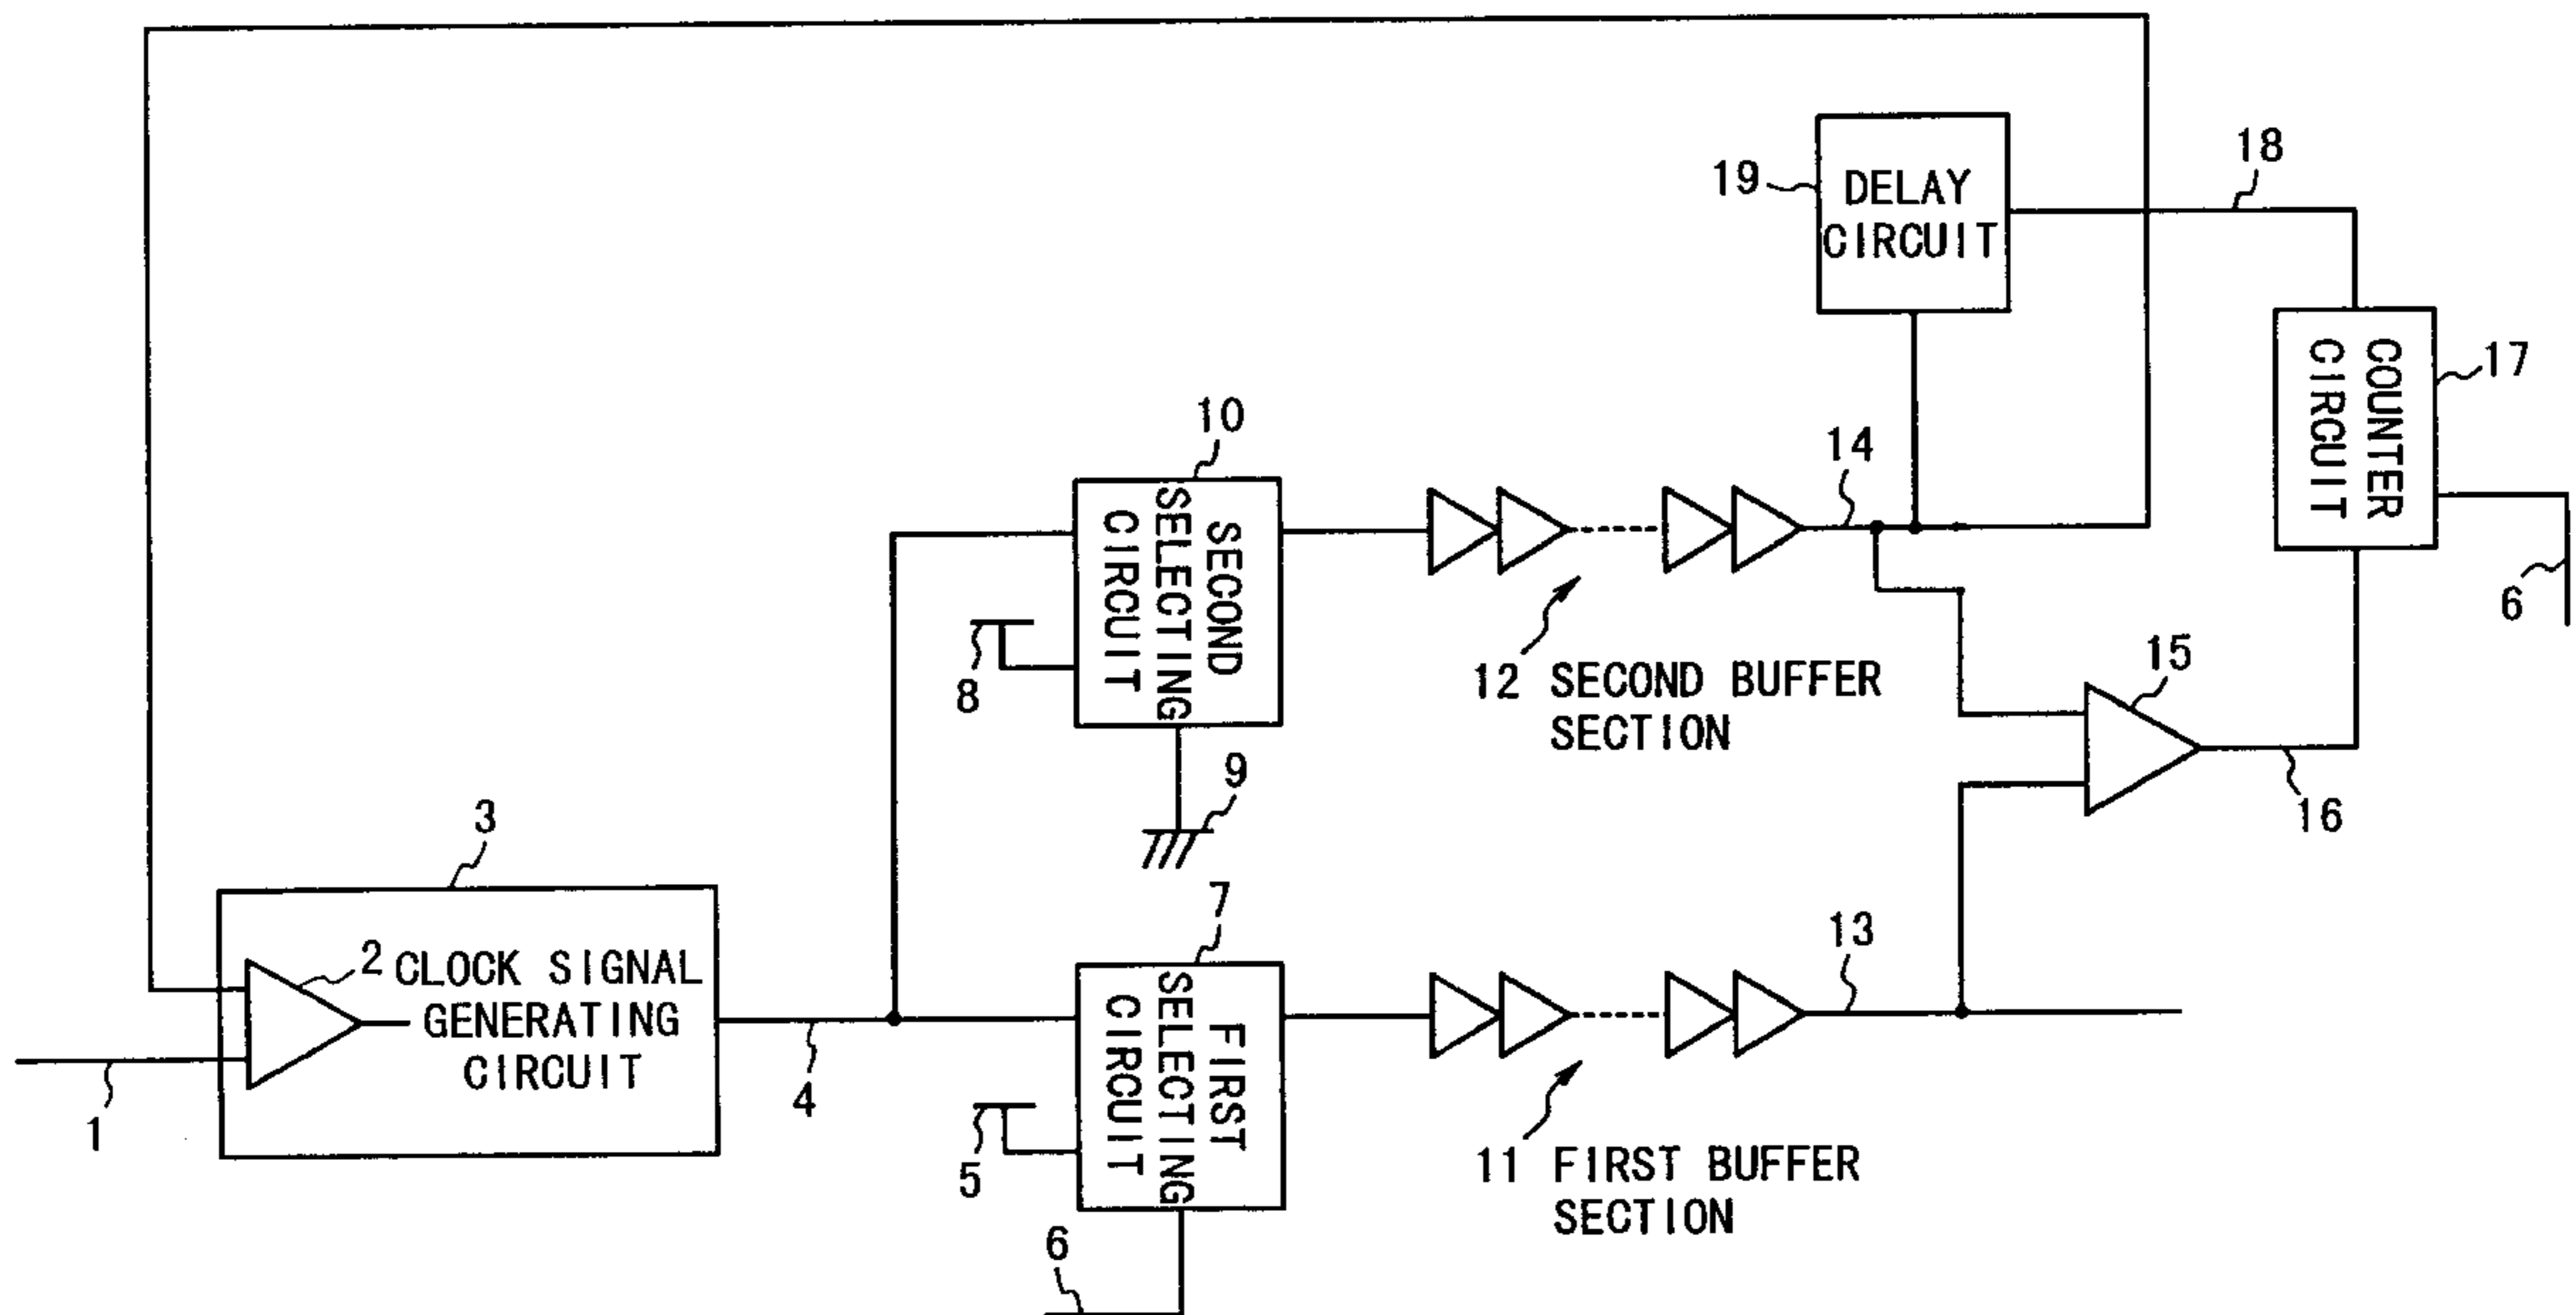 18
19
DELAY
CIRCUIT
COUNTER
CIRCUIT
17
10
14
SECOND
SELECTING
CIRCUIT
6
8
12 SECOND BUFFER
SECTION
15
9
16
3
7
13
2
CLOCK SIGNAL
GENERATING
CIRCUIT
FIRST
SELECTING
CIRCUIT
1
4
5
11 FIRST BUFFER
SECTION
6